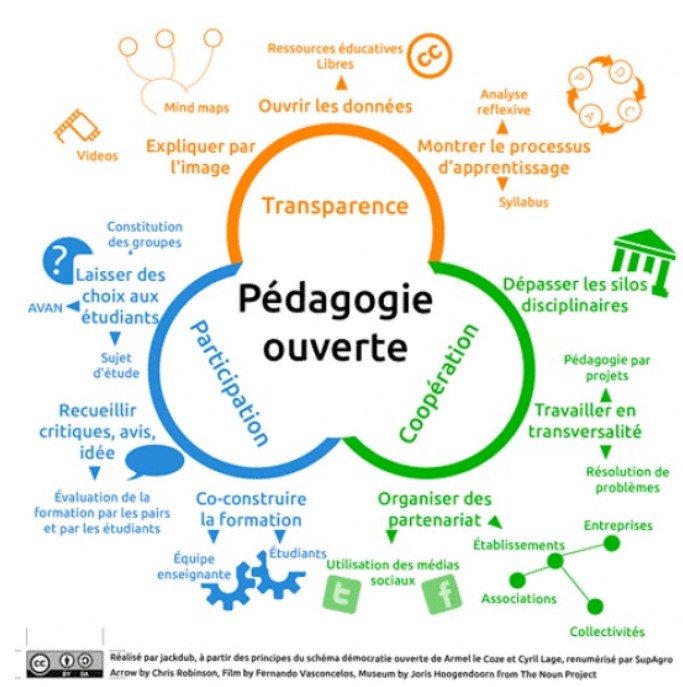 Ressources éducatives
Libres
Ouvrir les données
Mind maps
Videos
Expliquer par
l'image
Analyse
reflexive
P
D
C
A
Montrer le processus
d'apprentissage
Syllabus
Transparence
Pédagogie
ouverte
Participation
Coopération
Constitution
des groupes
?
Laisser des
choix aux
étudiants
AVAN
Sujet
d'étude
Recueillir
critiques, avis,
idée
Évaluation de la
formation par les pairs
et par les étudiants
Co-construire
la formation
Équipe
enseignante
Étudiants
Dépasser les silos
disciplinaires
Pédagogie par
projets
Travailler en
transversalité
Résolution de
problèmes
Organiser des
partenariat
Utilisation des médias
sociaux
t
f
Établissements
Entreprises
Associations
Collectivités
cc
cc
BY SA
Réalisé par jackdub, à partir des principes du schéma démocratie ouverte de Armel le Coze et Cyril Lage, renumérisé par SupAgro
Arrow by Chris Robinson, Film by Fernando Vasconcelos, Museum by Joris Hoogendoorn from The Noun Project